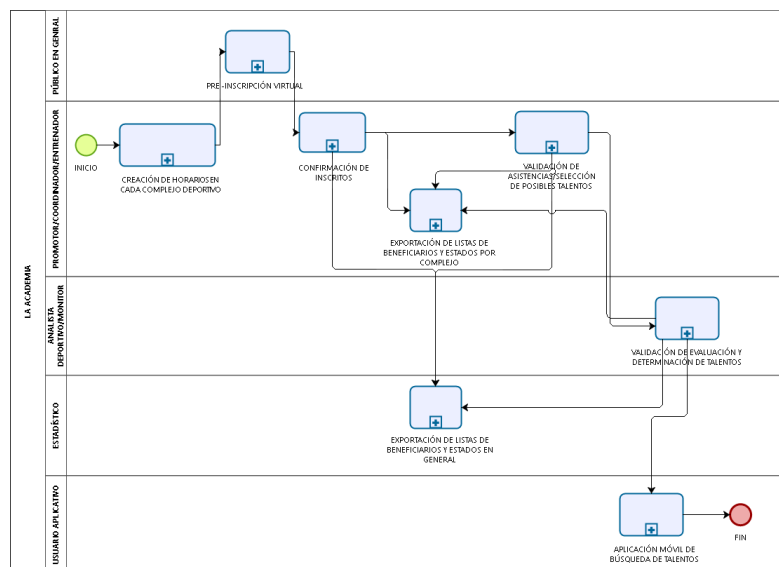 LA ACADEMIA
PÚBLICO EN GENRAL
PRE -INSCRIPCIÓN VIRTUAL
PROMOTOR/COORDINADOR/ENTRENADOR
INICIO
CREACIÓN DE HORARIOS EN
CADA COMPLEJO DEPORTIVO
CONFIRMACIÓN DE
INSCRITOS
VALIDACIÓN DE
ASISTENCIAS/SELECCIÓN
DE POSIBLES TALENTOS
EXPORTACIÓN DE LISTAS DE
BENEFICIARIOS Y ESTADOS POR
COMPLEJO
ANALISTA
DEPORTIVO/MONITOR
VALIDACIÓN DE EVALUACIÓN Y
DETERMINACIÓN DE TALENTOS
ESTADÍSTICO
EXPORTACIÓN DE LISTAS DE
BENEFICIARIOS Y ESTADOS EN
GENERAL
USUARIO APLICATIVO
APLICACIÓN MÓVIL DE
BÚSQUEDA DE TALENTOS
FIN